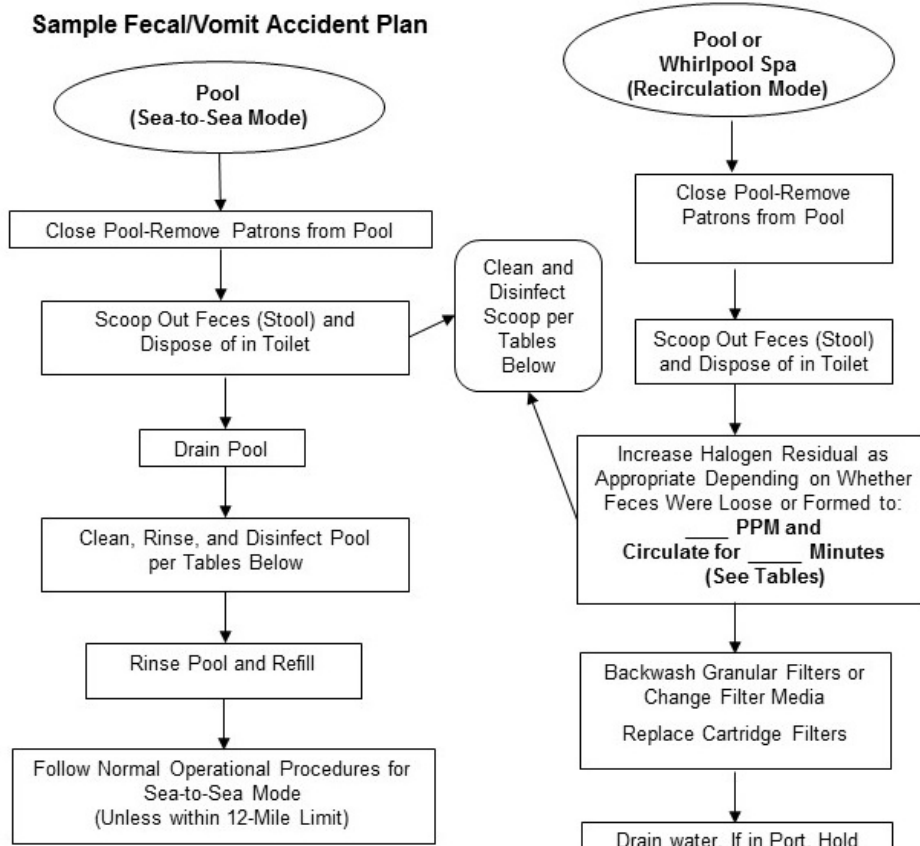 Sample Fecal/Vomit Accident Plan
Pool
(Sea-to-Sea Mode)
Close Pool-Remove Patrons from Pool
Scoop Out Feces (Stool) and
Dispose of in Toilet
Clean and
Disinfect
Scoop per
Tables
Below
Drain Pool
Clean, Rinse, and Disinfect Pool
per Tables Below
Rinse Pool and Refill
Follow Normal Operational Procedures for
Sea-to-Sea Mode
(Unless within 12-Mile Limit)
Pool or
Whirlpool Spa
(Recirculation Mode)
Close Pool-Remove
Patrons from Pool
Scoop Out Feces (Stool)
and Dispose of in Toilet
Increase Halogen Residual as
Appropriate Depending on Whether
Feces Were Loose or Formed to:
____ PPM and
Circulate for _____ Minutes
(See Tables)
Backwash Granular Filters or
Change Filter Media
Replace Cartridge Filters
Drain water. If in Port, Hold